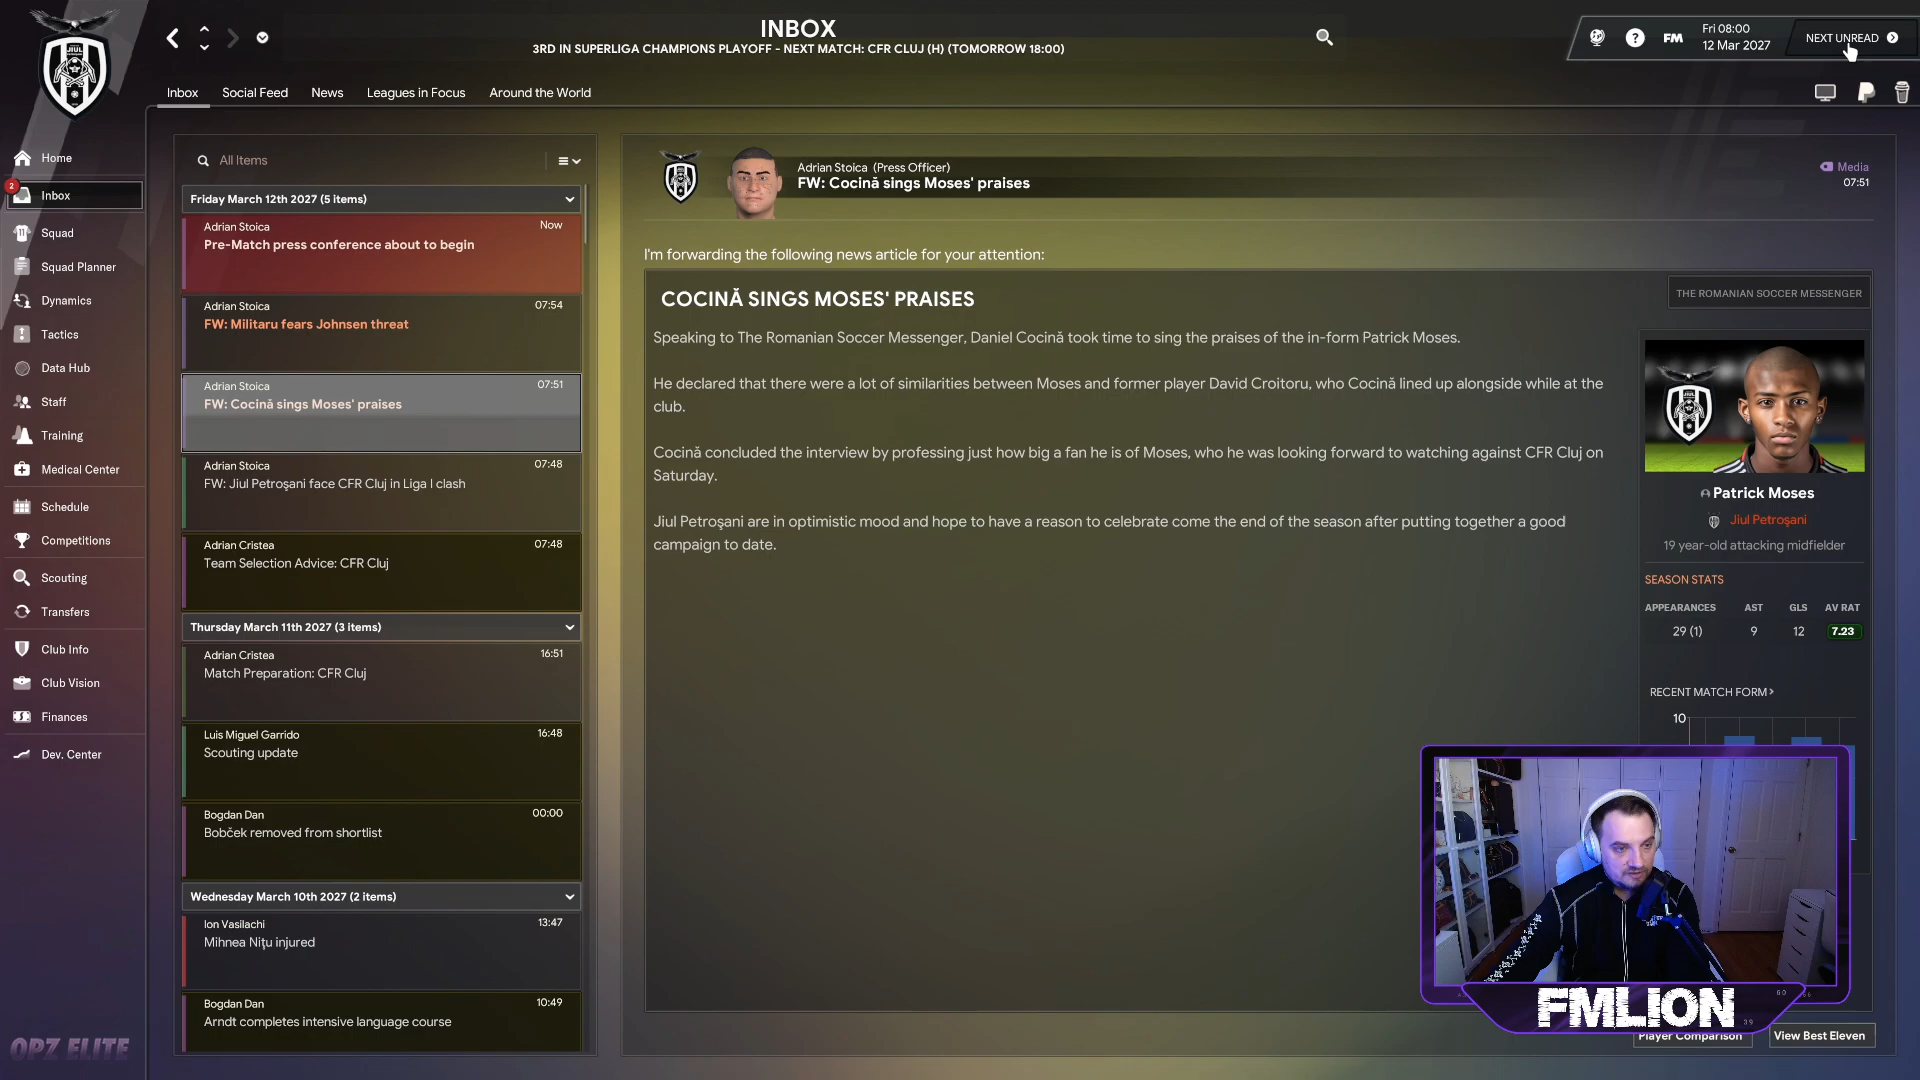 INBOX
3RD IN SUPERLIGA CHAMPIONS PLAYOFF - NEXT MATCH: CFR CLUJ (H) (TOMORROW 18:00)
FM
Fri 08:00
12 Mar 2027
NEXT UNREAD
JIUL
Inbox
Social Feed
News
Leagues in Focus
Around the World
Home
2
Inbox
Squad
Squad Planner
Dynamics
Tactics
Data Hub
Staff
Training
Medical Center
Schedule
Competitions
Scouting
Transfers
Club Info
Club Vision
Finances
Dev. Center
OPZ ELITE
All Items
Friday March 12th 2027 (5 items)
Adrian Stoica
Now
Pre-Match press conference about to begin
Adrian Stoica
07:54
FW: Militaru fears Johnsen threat
Adrian Stoica
07:51
FW: Cocină sings Moses' praises
Adrian Stoica
07:48
FW: Jiul Petroşani face CFR Cluj in Liga I clash
Adrian Cristea
07:48
Team Selection Advice: CFR Cluj
Thursday March 11th 2027 (3 items)
Adrian Cristea
16:51
Match Preparation: CFR Cluj
Luis Miguel Garrido
16:48
Scouting update
Bogdan Dan
00:00
Bobček removed from shortlist
Wednesday March 10th 2027 (2 items)
Ion Vasilachi
13:47
Mihnea Niţu injured
Bogdan Dan
10:49
Arndt completes intensive language course
Adrian Stoica (Press Officer)
FW: Cocină sings Moses' praises
Media
07:51
I'm forwarding the following news article for your attention:
COCINĂ SINGS MOSES' PRAISES
THE ROMANIAN SOCCER MESSENGER
Speaking to The Romanian Soccer Messenger, Daniel Cocină took time to sing the praises of the in-form Patrick Moses.
He declared that there were a lot of similarities between Moses and former player David Croitoru, who Cocină lined up alongside while at the
club.
Cocină concluded the interview by professing just how big a fan he is of Moses, who he was looking forward to watching against CFR Cluj on
Saturday.
Jiul Petroşani are in optimistic mood and hope to have a reason to celebrate come the end of the season after putting together a good
campaign to date.
Patrick Moses
Jiul Petroşani
19 year-old attacking midfielder
SEASON STATS
APPEARANCES AST GLS AV RAT
29 (1) 9 12 7.23
RECENT MATCH FORM >
10
FMLION
Player Comparison
View Best Eleven